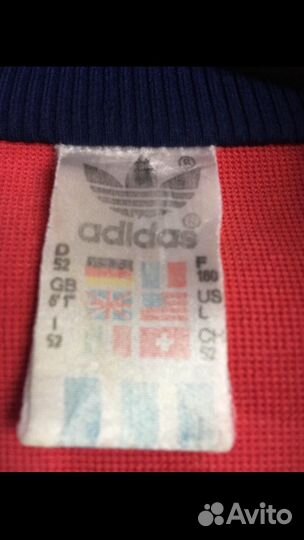 adidas
D
52
F
180
GB
6'1"
US
L
I
52
CH
52
Avito